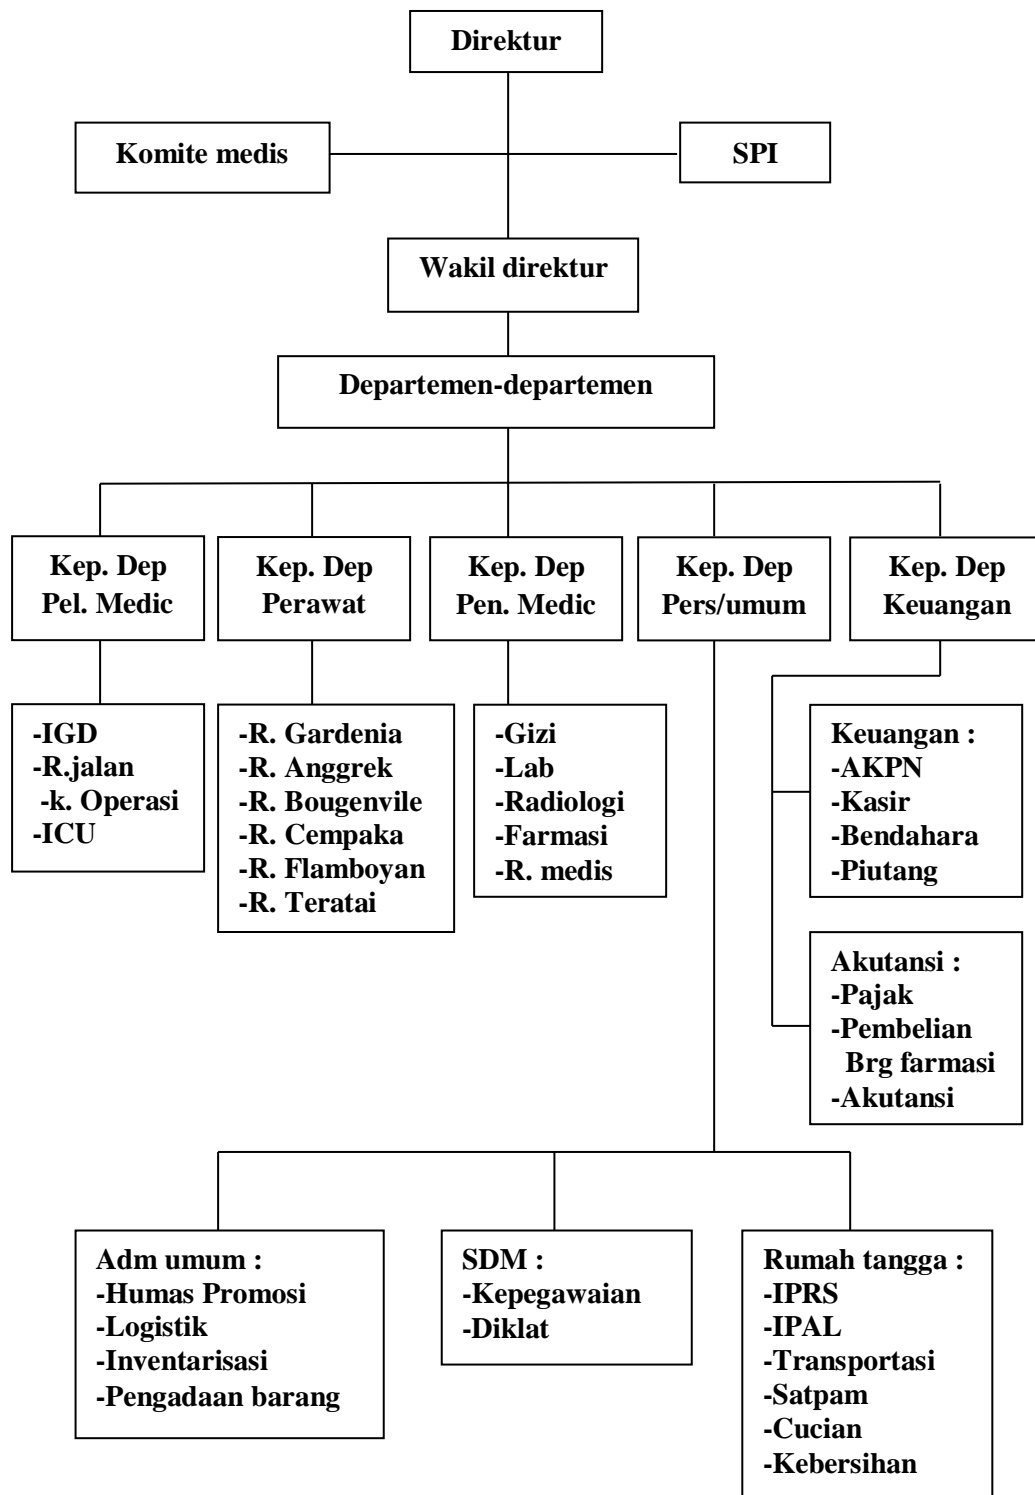 Direktur
Komite medis
SPI
Wakil direktur
Departemen-departemen
Kep. Dep
Pel. Medic
Kep. Dep
Perawat
Kep. Dep
Pen. Medic
Kep. Dep
Pers/umum
Kep. Dep
Keuangan
-IGD
-R.jalan
-k. Operasi
-ICU
-R. Gardenia
-R. Anggrek
-R. Bougenvile
-R. Cempaka
-R. Flamboyan
-R. Teratai
-Gizi
-Lab
-Radiologi
-Farmasi
-R. medis
Keuangan :
-AKPN
-Kasir
-Bendahara
-Piutang
Akutansi :
-Pajak
-Pembelian
Brg farmasi
-Akutansi
Adm umum :
-Humas Promosi
-Logistik
-Inventarisasi
-Pengadaan barang
SDM :
-Kepegawaian
-Diklat
Rumah tangga :
-IPRS
-IPAL
-Transportasi
-Satpam
-Cucian
-Kebersihan